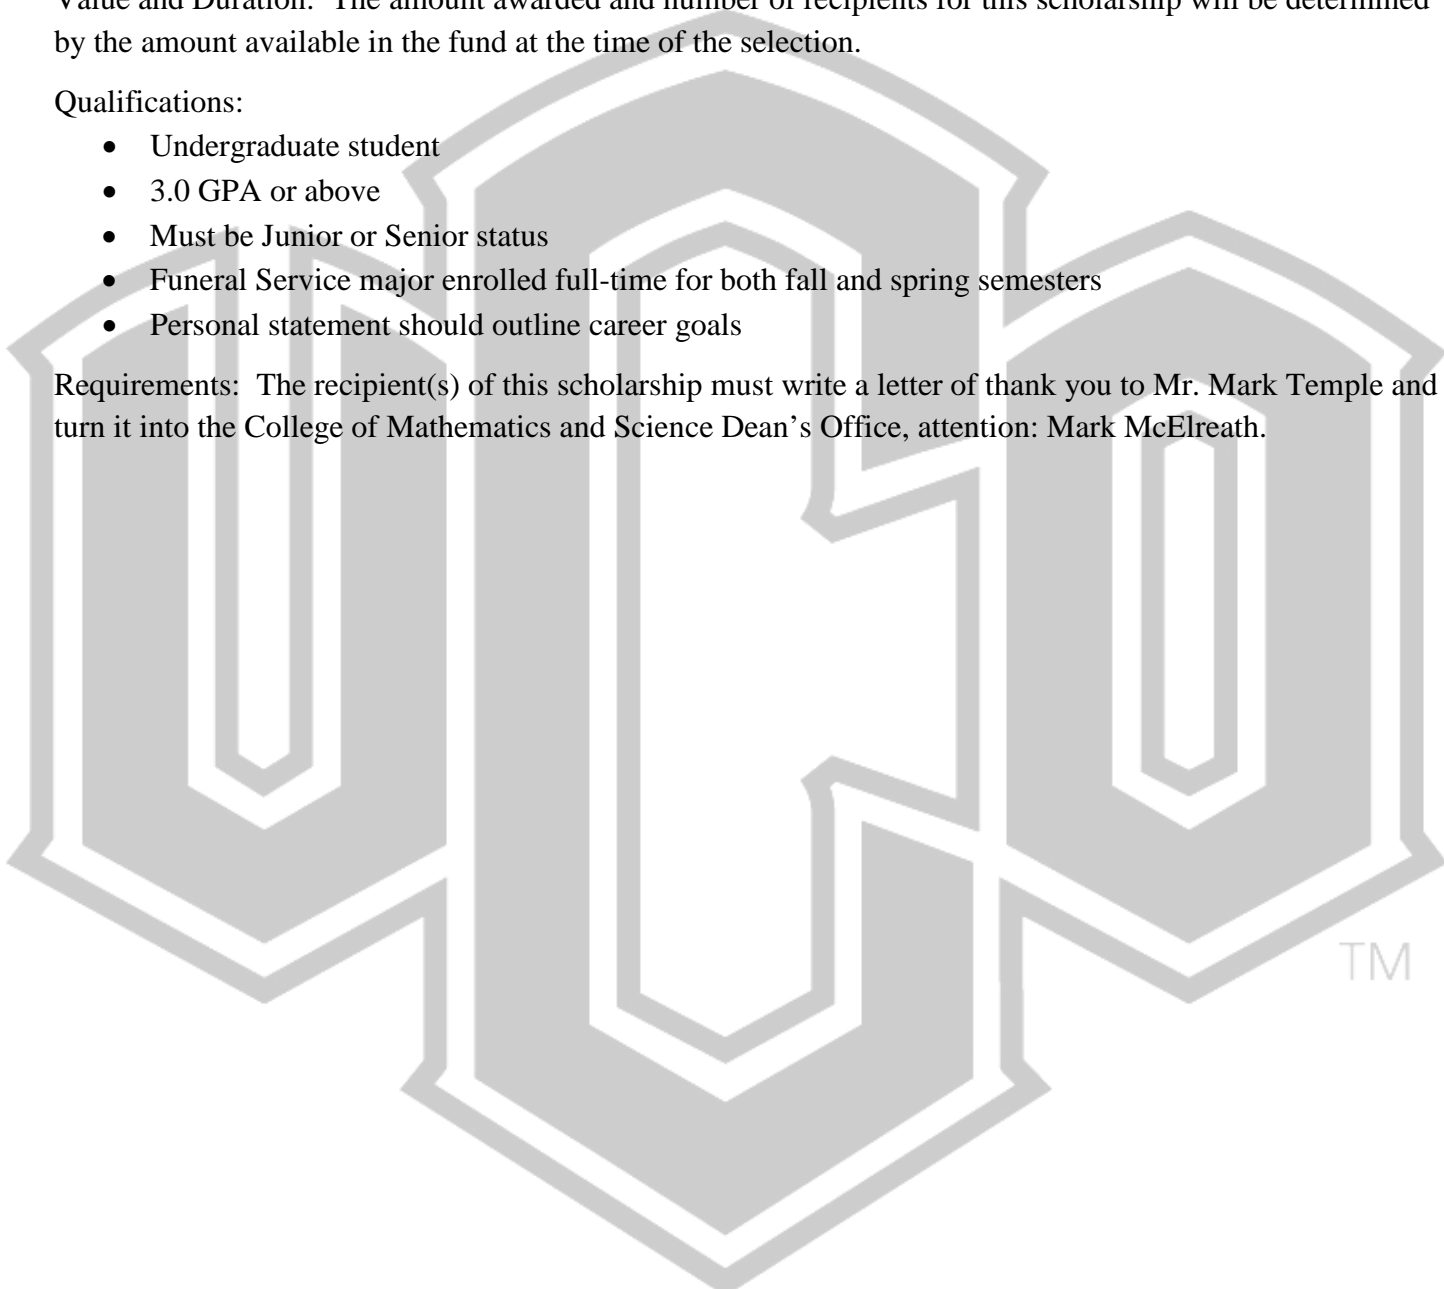 Value and Duration: The amount awarded and number of recipients for this scholarship will be determined
by the amount available in the fund at the time of the selection.
Qualifications:
• Undergraduate student
• 3.0 GPA or above
• Must be Junior or Senior status
• Funeral Service major enrolled full-time for both fall and spring semesters
• Personal statement should outline career goals
Requirements: The recipient(s) of this scholarship must write a letter of thank you to Mr. Mark Temple and
turn it into the College of Mathematics and Science Dean’s Office, attention: Mark McElreath.
UCO
TM